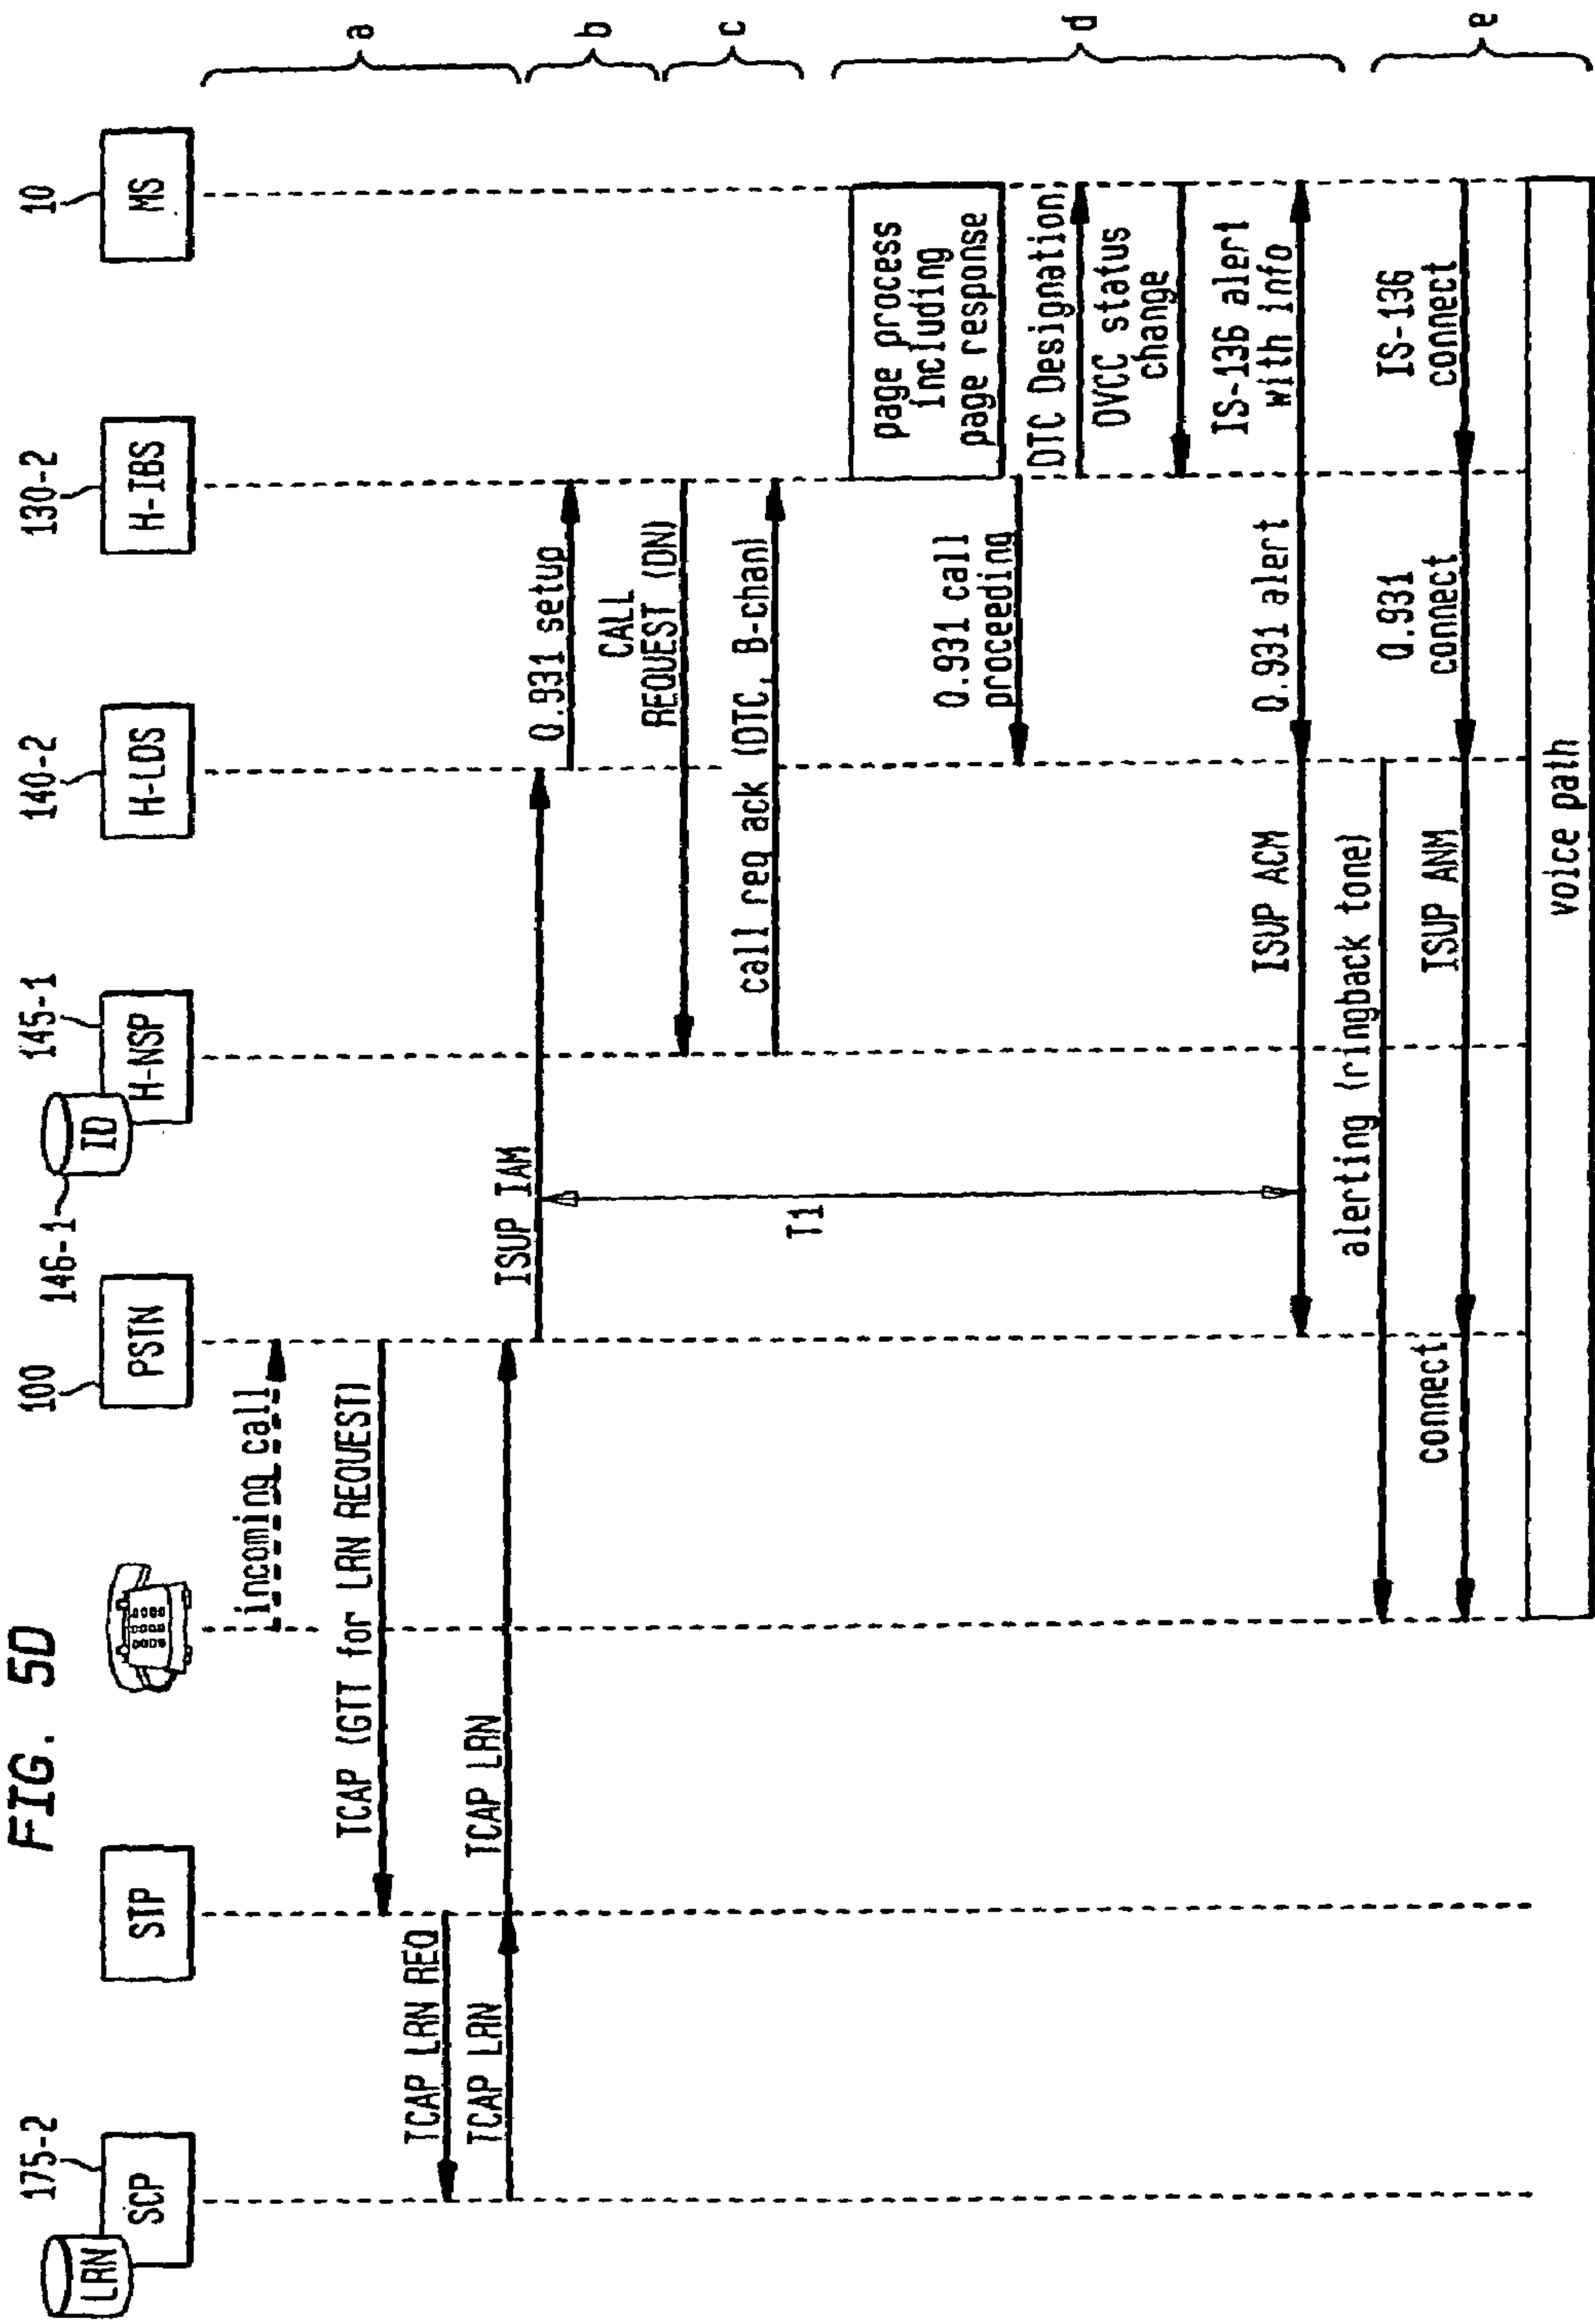 FIG. 5D
175-2
100
146-1
145-1
140-2
130-2
10
LRN
SCP
STP
PSTN
ID
H-NSP
H-LDS
H-IBS
MS
incoming call
TCAP (GTT for LRN REQUEST)
TCAP LRN REQ
TCAP LRN
TCAP LRN
a
ISUP IAM
Q.931 setup
b
CALL
REQUEST (DN)
call req ack (DTC, B-chan)
c
T1
page process
including
page response
Q.931 call
proceeding
DTC Designation
DVCC status
change
IS-136 alert
with info
Q.931 alert
ISUP ACM
d
alerting (ringback tone)
connect
ISUP ANM
Q.931
connect
IS-136
connect
e
voice path